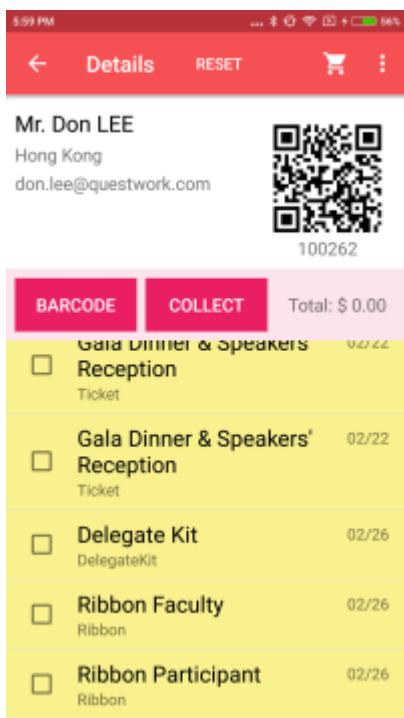 5:59 PM ... 56%
Details RESET
Mr. Don LEE
Hong Kong
don.lee@questwork.com
100262
BARCODE COLLECT Total: $ 0.00
Gala Dinner & Speakers' 02/22
Reception
Ticket
Gala Dinner & Speakers' 02/22
Reception
Ticket
Delegate Kit 02/26
DelegateKit
Ribbon Faculty 02/26
Ribbon
Ribbon Participant 02/26
Ribbon